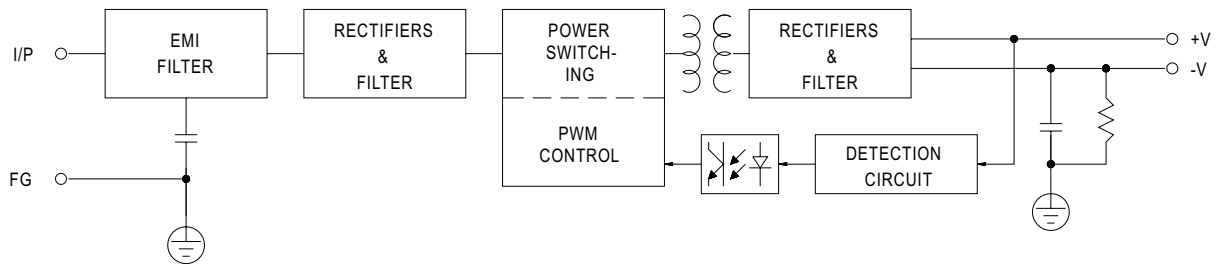 I/P
EMI
FILTER
RECTIFIERS
&
FILTER
POWER
SWITCH-
ING
PWM
CONTROL
RECTIFIERS
&
FILTER
+V
-V
DETECTION
CIRCUIT
FG